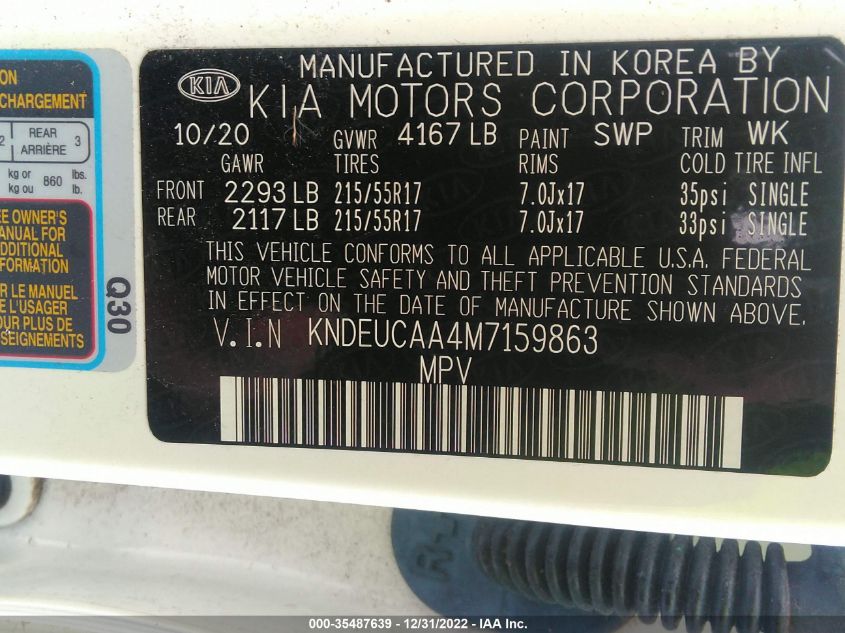 ON
CHARGEMENT
2 REAR ARRIÈRE 3
kg or kg ou 860 lbs. lb.
EE OWNER'S
ANUAL FOR
ADDITIONAL
FORMATION
R LE MANUEL
E L'USAGER
OUR PLUS DE
SEIGNEMENTS
Q30
MANUFACTURED IN KOREA BY
KIA KIA MOTORS CORPORATION
10/20 GVWR 4167 LB PAINT SWP TRIM WK
GAWR TIRES RIMS COLD TIRE INFL
FRONT 2293 LB 215/55R17 7.0Jx17 35psi SINGLE
REAR 2117 LB 215/55R17 7.0Jx17 33psi SINGLE
THIS VEHICLE CONFORMS TO ALL APPLICABLE U.S.A. FEDERAL
MOTOR VEHICLE SAFETY AND THEFT PREVENTION STANDARDS
IN EFFECT ON THE DATE OF MANUFACTURE SHOWN ABOVE.
V.I.N KNDEUCAA4M7159863
MPV
000-35487639 - 12/31/2022 - IAA Inc.